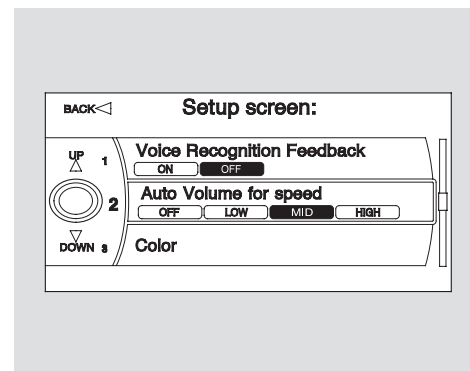 BACK Setup screen:
UP 1 Voice Recognition Feedback
ON OFF
2 Auto Volume for speed
OFF LOW MID HIGH
DOWN 3 Color